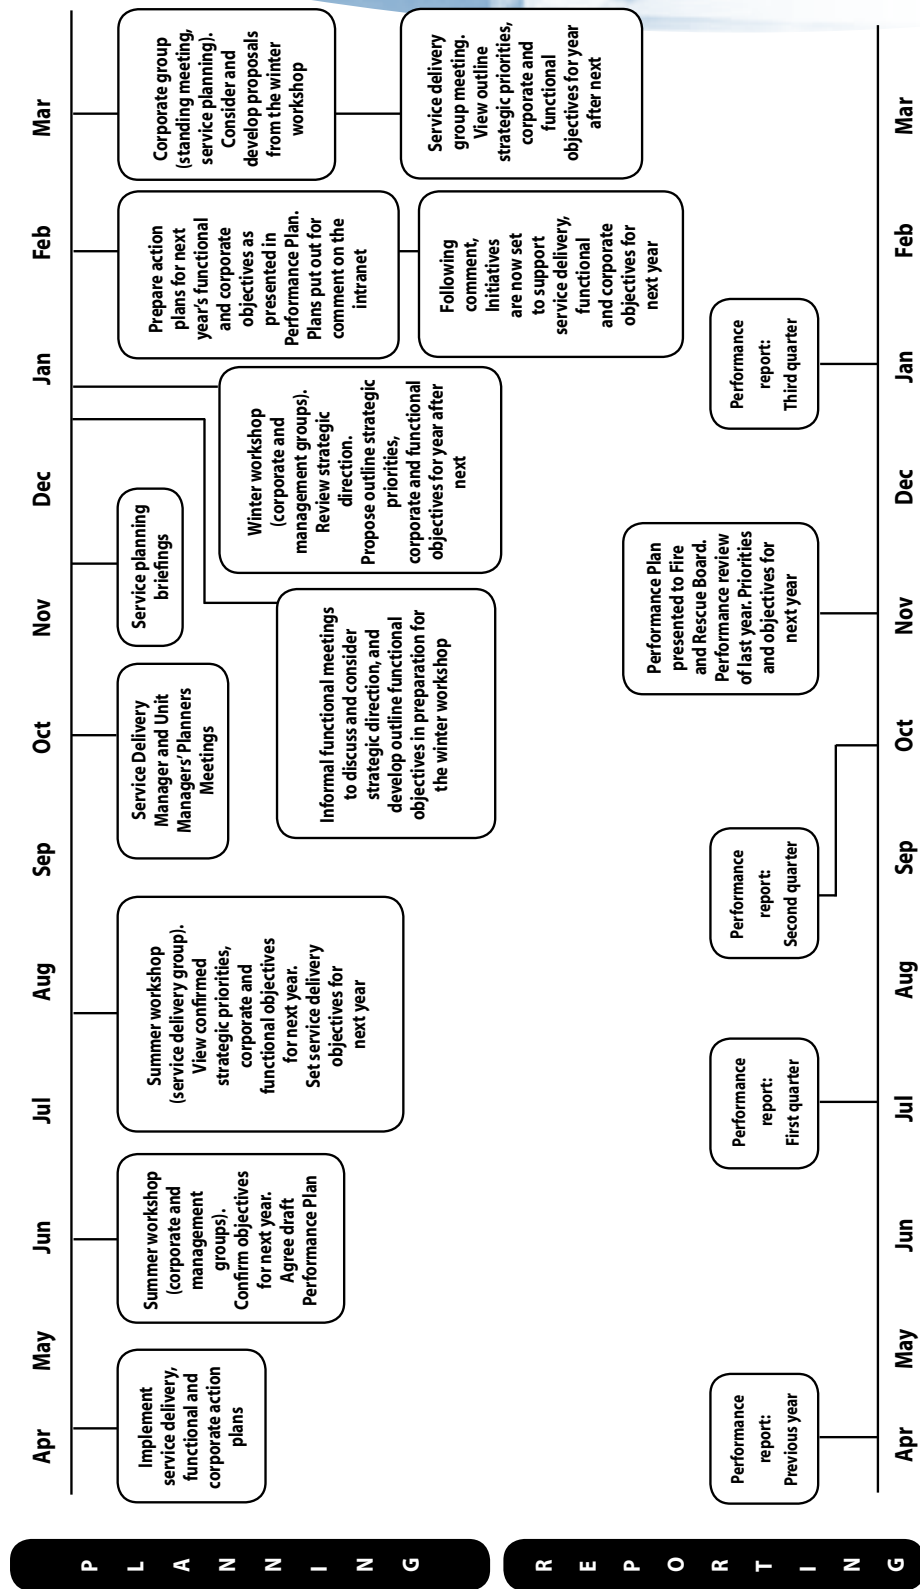 PLANNING
Apr May Jun Jul Aug Sep Oct Nov Dec Jan Feb Mar
Implement
service delivery,
functional and
corporate action
plans
Summer workshop
(corporate and
management
groups).
Confirm objectives
for next year.
Agree draft
Performance Plan
Summer workshop
(service delivery group).
View confirmed
strategic priorities,
corporate and
functional objectives
for next year.
Set service delivery
objectives for
next year
Service Delivery
Manager and Unit
Managers' Planners
Meetings
Informal functional meetings
to discuss and consider
strategic direction, and
develop outline functional
objectives in preparation for
the winter workshop
Service planning
briefings
Winter workshop
(corporate and
management groups).
Review strategic
direction.
Propose outline strategic
priorities,
corporate and functional
objectives for year after
next
Prepare action
plans for next
year's functional
and corporate
objectives as
presented in
Performance Plan.
Plans put out for
comment on the
intranet
Following
comment,
Initiatives
are now set
to support
service delivery,
functional
and corporate
objectives for
next year
Corporate group
(standing meeting,
service planning).
Consider and
develop proposals
from the winter
workshop
Service delivery
group meeting.
View outline
strategic priorities,
corporate and
functional
objectives for year
after next
REPORTING
Performance
report:
Previous year
Performance
report:
First quarter
Performance
report:
Second quarter
Performance Plan
presented to Fire
and Rescue Board.
Performance review
of last year. Priorities
and objectives for
next year
Performance
report:
Third quarter
Apr May Jun Jul Aug Sep Oct Nov Dec Jan Feb Mar